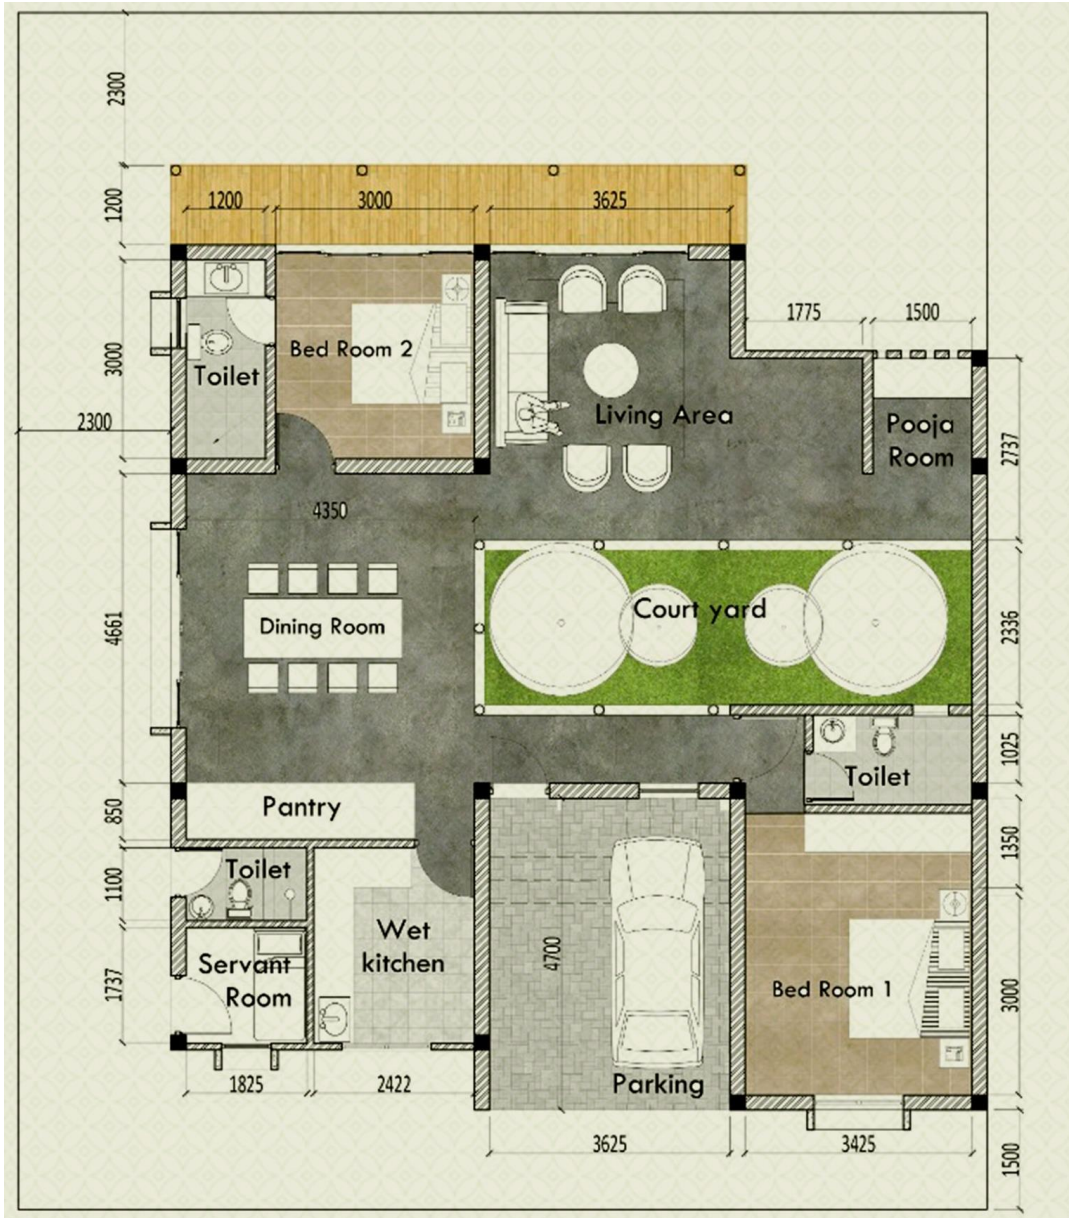 2300
1200
1200
3000
3625
1775
1500
3000
Bed Room 2
Toilet
Living Area
Pooja
Room
2300
2737
4350
4661
Dining Room
Court yard
2336
1025
Toilet
850
Pantry
1350
1100
Toilet
Wet
kitchen
4700
1737
Servant
Room
Bed Room 1
3000
Parking
1825
2422
3625
3425
1500